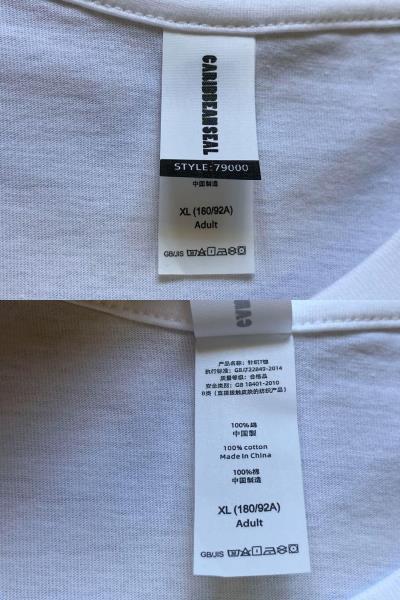 CARIBBEANSEAL
STYLE:79000
中国制造
XL (180/92A)
Adult
GB/JIS
产品名称: 针织T恤
执行标准: GB/T22849-2014
质量等级: 合格品
安全类别: GB 18401-2010
B类 (直接接触皮肤的纺织产品)
100% 綿
中国製
100% cotton
Made in China
100% 棉
中国制造
XL (180/92A)
Adult
GB/JIS